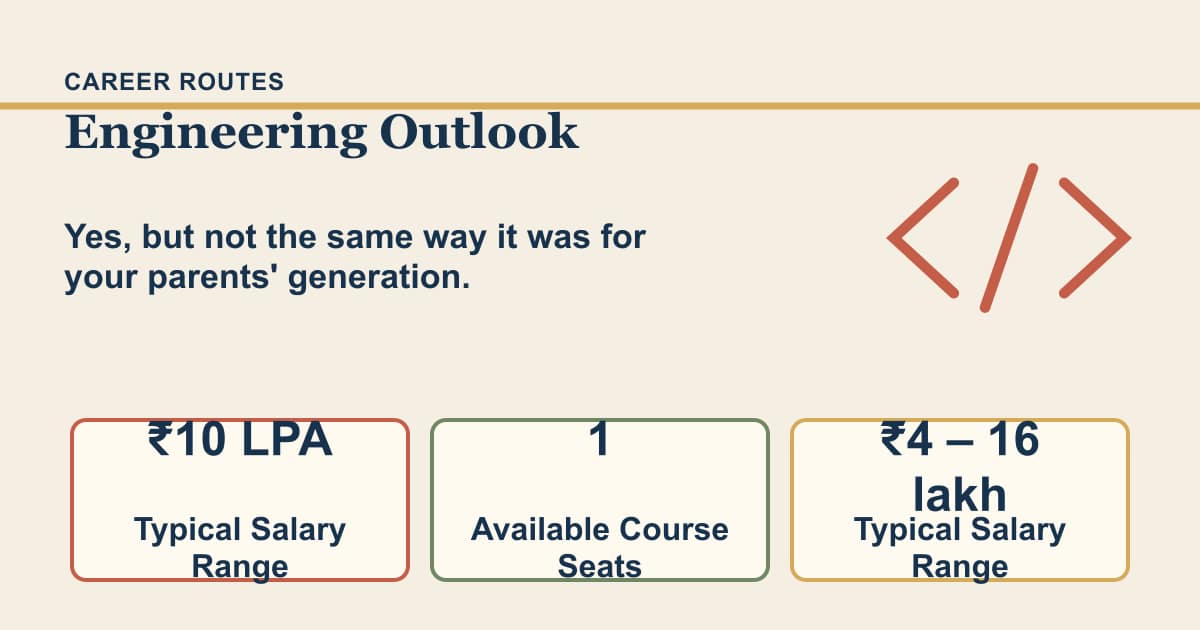 CAREER ROUTES
Engineering Outlook
Yes, but not the same way it was for
your parents' generation.
₹10 LPA
Typical Salary
Range
1
Available Course
Seats
₹4 – 16
lakh
Typical Salary
Range